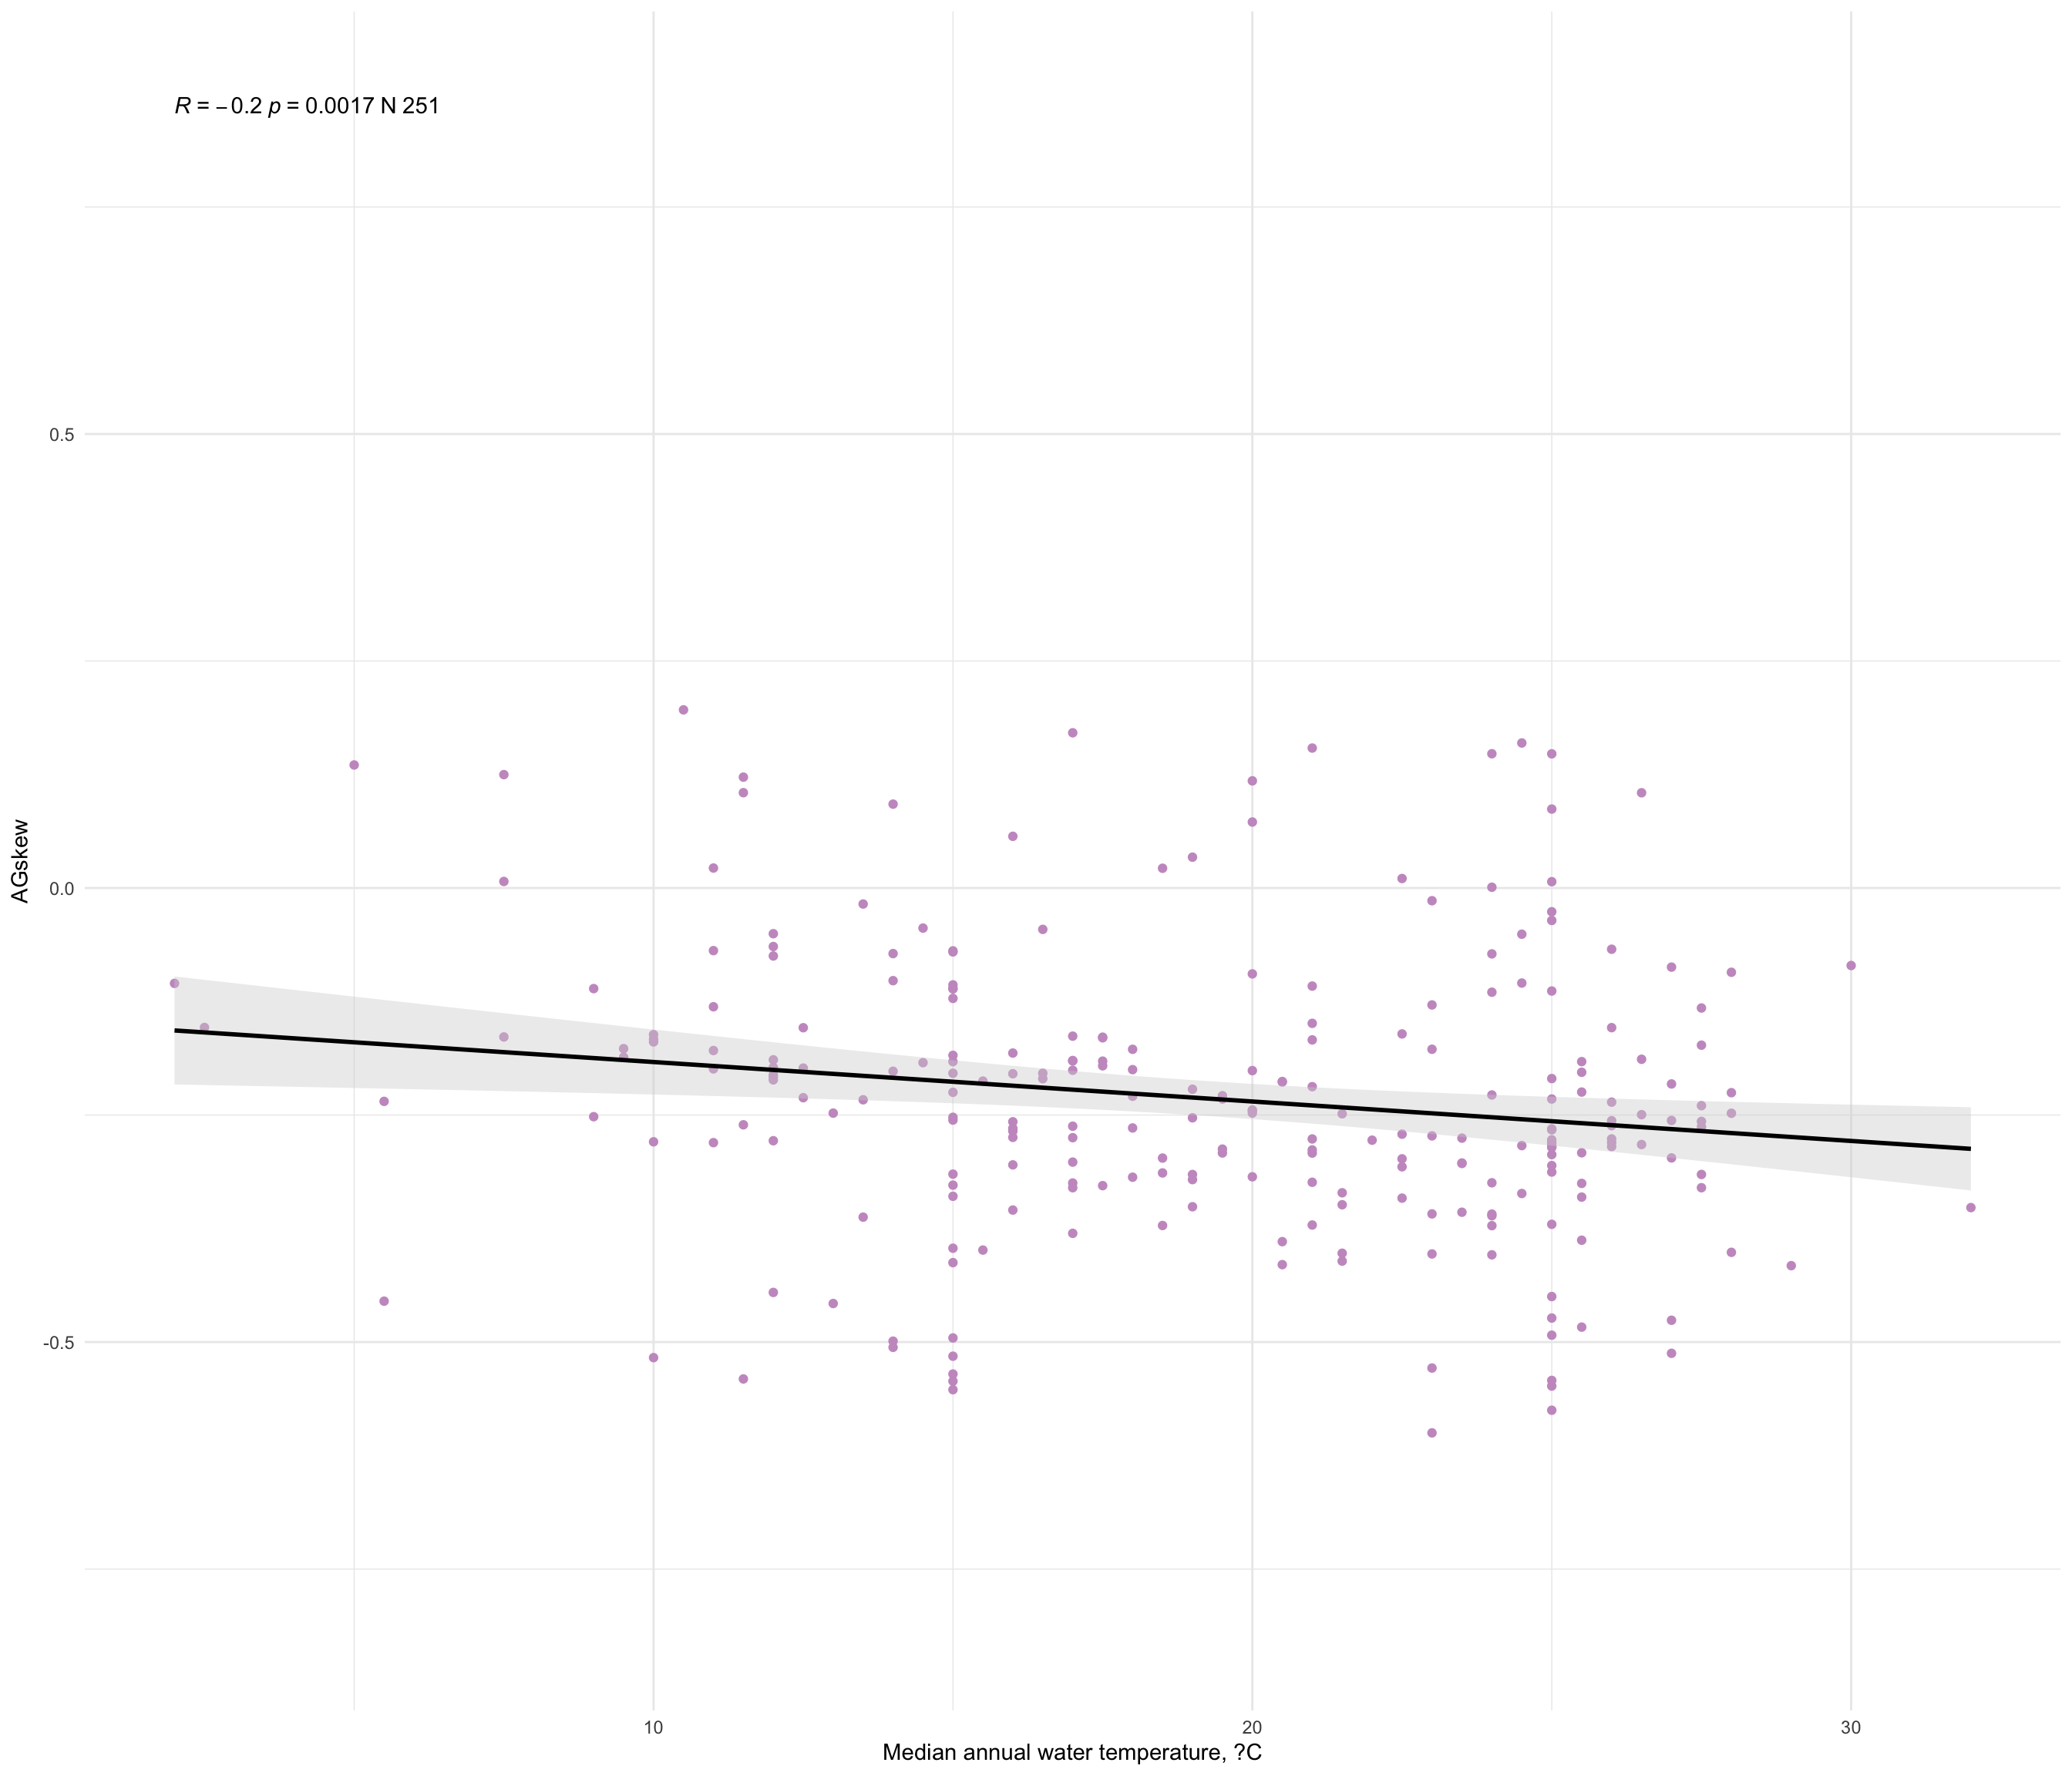 R = −0.2 p = 0.0017 N 251
0.5
0.0
-0.5
AGskew
10 20 30
Median annual water temperature, ?C